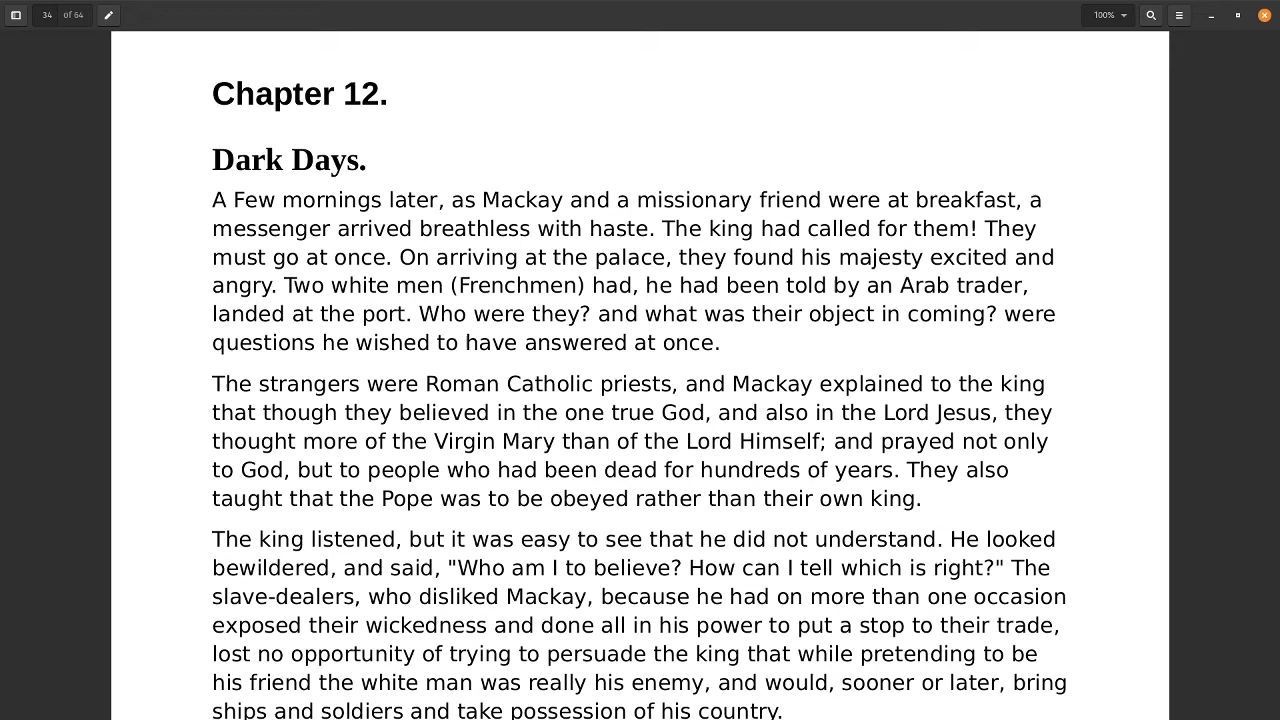 34 of 64
100%
Chapter 12.
Dark Days.
A Few mornings later, as Mackay and a missionary friend were at breakfast, a
messenger arrived breathless with haste. The king had called for them! They
must go at once. On arriving at the palace, they found his majesty excited and
angry. Two white men (Frenchmen) had, he had been told by an Arab trader,
landed at the port. Who were they? and what was their object in coming? were
questions he wished to have answered at once.
The strangers were Roman Catholic priests, and Mackay explained to the king
that though they believed in the one true God, and also in the Lord Jesus, they
thought more of the Virgin Mary than of the Lord Himself; and prayed not only
to God, but to people who had been dead for hundreds of years. They also
taught that the Pope was to be obeyed rather than their own king.
The king listened, but it was easy to see that he did not understand. He looked
bewildered, and said, "Who am I to believe? How can I tell which is right?" The
slave-dealers, who disliked Mackay, because he had on more than one occasion
exposed their wickedness and done all in his power to put a stop to their trade,
lost no opportunity of trying to persuade the king that while pretending to be
his friend the white man was really his enemy, and would, sooner or later, bring
ships and soldiers and take possession of his country.